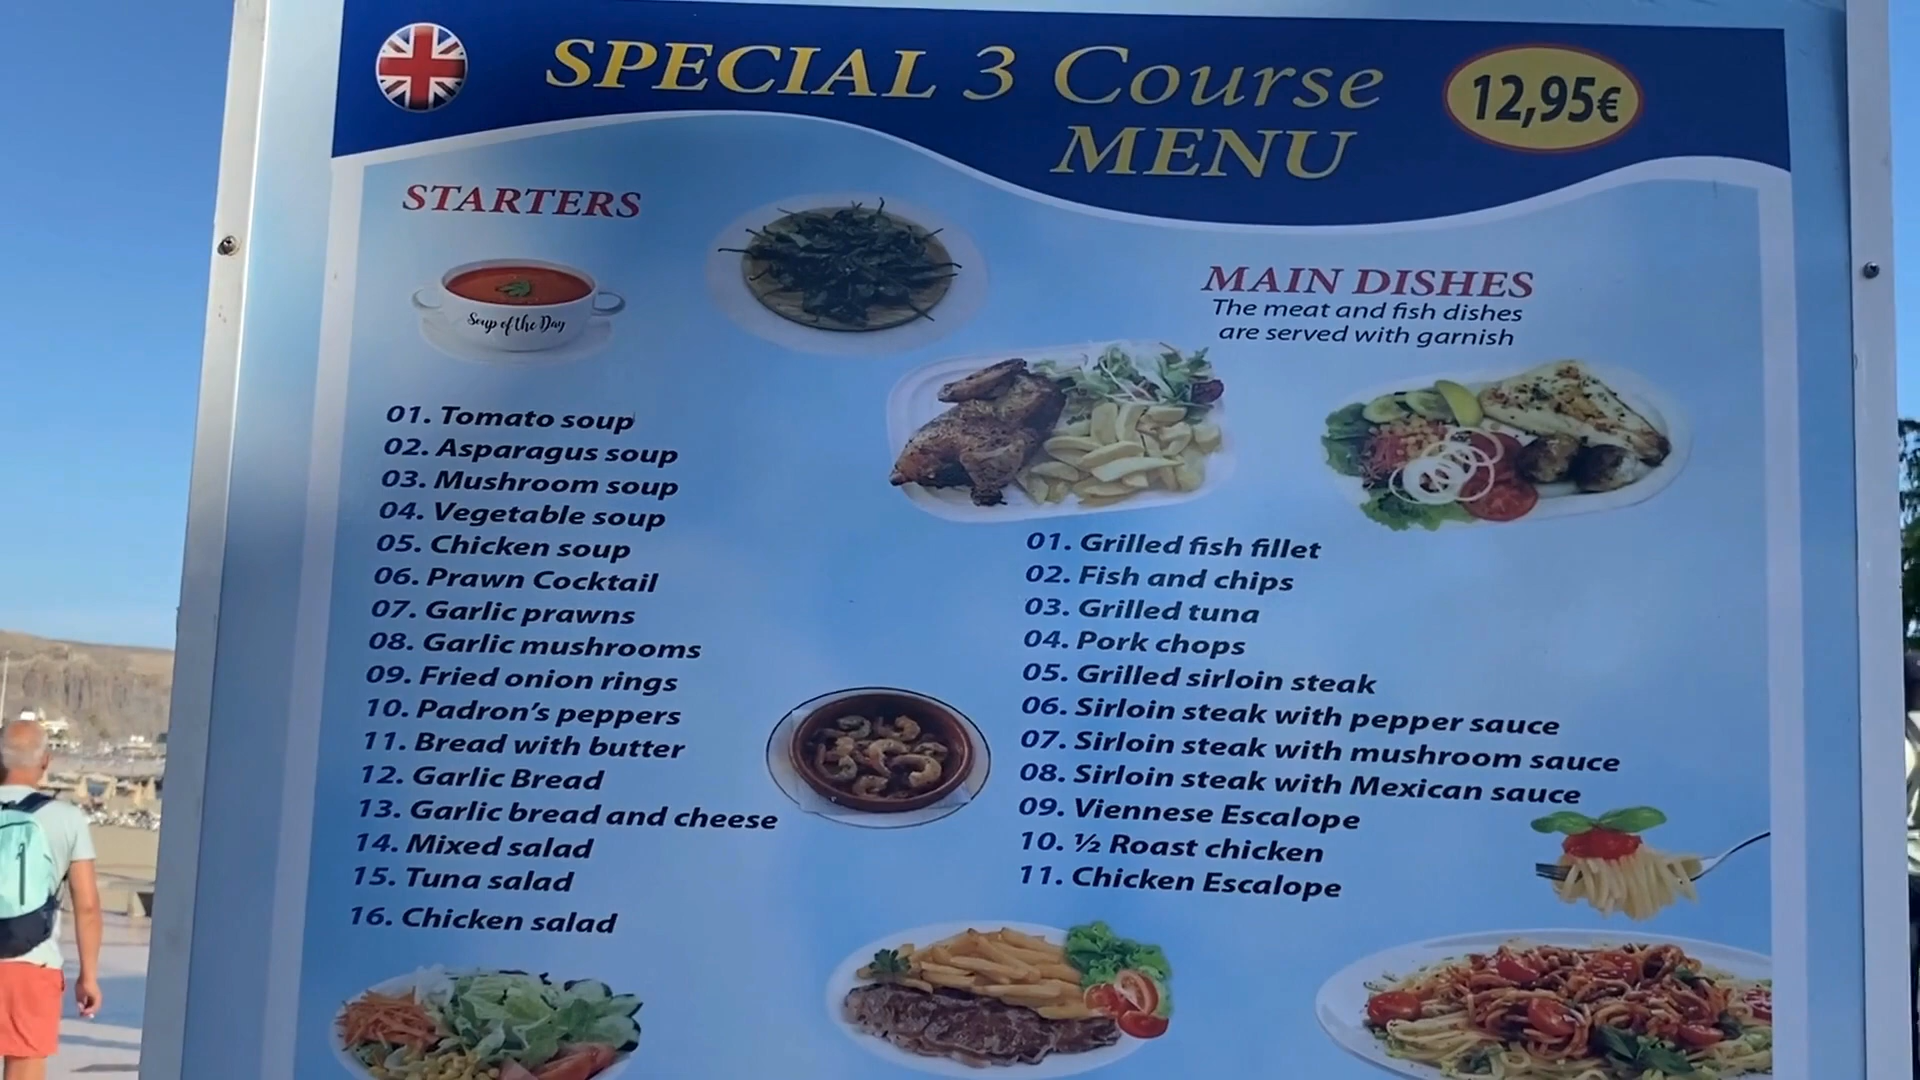 SPECIAL 3 Course
MENU
12,95€
STARTERS
Soup of the Day
01. Tomato soup
02. Asparagus soup
03. Mushroom soup
04. Vegetable soup
05. Chicken soup
06. Prawn Cocktail
07. Garlic prawns
08. Garlic mushrooms
09. Fried onion rings
10. Padron's peppers
11. Bread with butter
12. Garlic Bread
13. Garlic bread and cheese
14. Mixed salad
15. Tuna salad
16. Chicken salad
MAIN DISHES
The meat and fish dishes
are served with garnish
01. Grilled fish fillet
02. Fish and chips
03. Grilled tuna
04. Pork chops
05. Grilled sirloin steak
06. Sirloin steak with pepper sauce
07. Sirloin steak with mushroom sauce
08. Sirloin steak with Mexican sauce
09. Viennese Escalope
10. ½ Roast chicken
11. Chicken Escalope